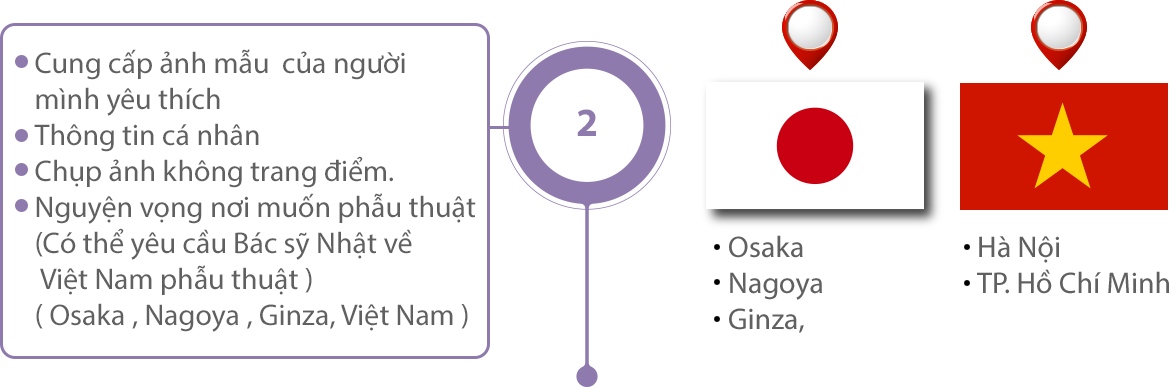 • Cung cấp ảnh mẫu của người
mình yêu thích
• Thông tin cá nhân
• Chụp ảnh không trang điểm.
• Nguyện vọng nơi muốn phẫu thuật
(Có thể yêu cầu Bác sỹ Nhật về
Việt Nam phẫu thuật )
( Osaka , Nagoya , Ginza, Việt Nam )
2
• Osaka
• Nagoya
• Ginza,
• Hà Nội
• TP. Hồ Chí Minh